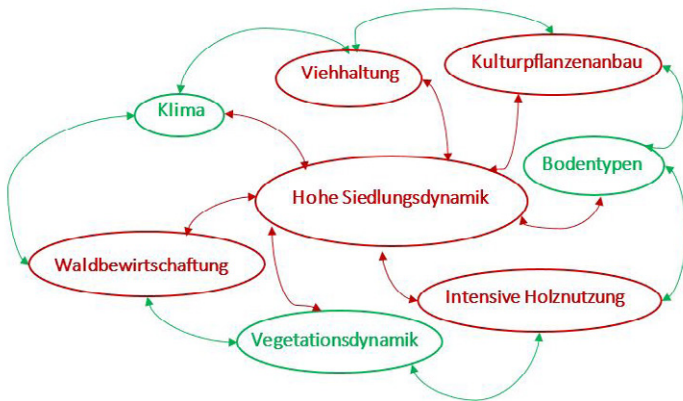 Kulturpflanzenanbau
Viehhaltung
Klima
Bodentypen
Hohe Siedlungsdynamik
Waldbewirtschaftung
Intensive Holznutzung
Vegetationsdynamik